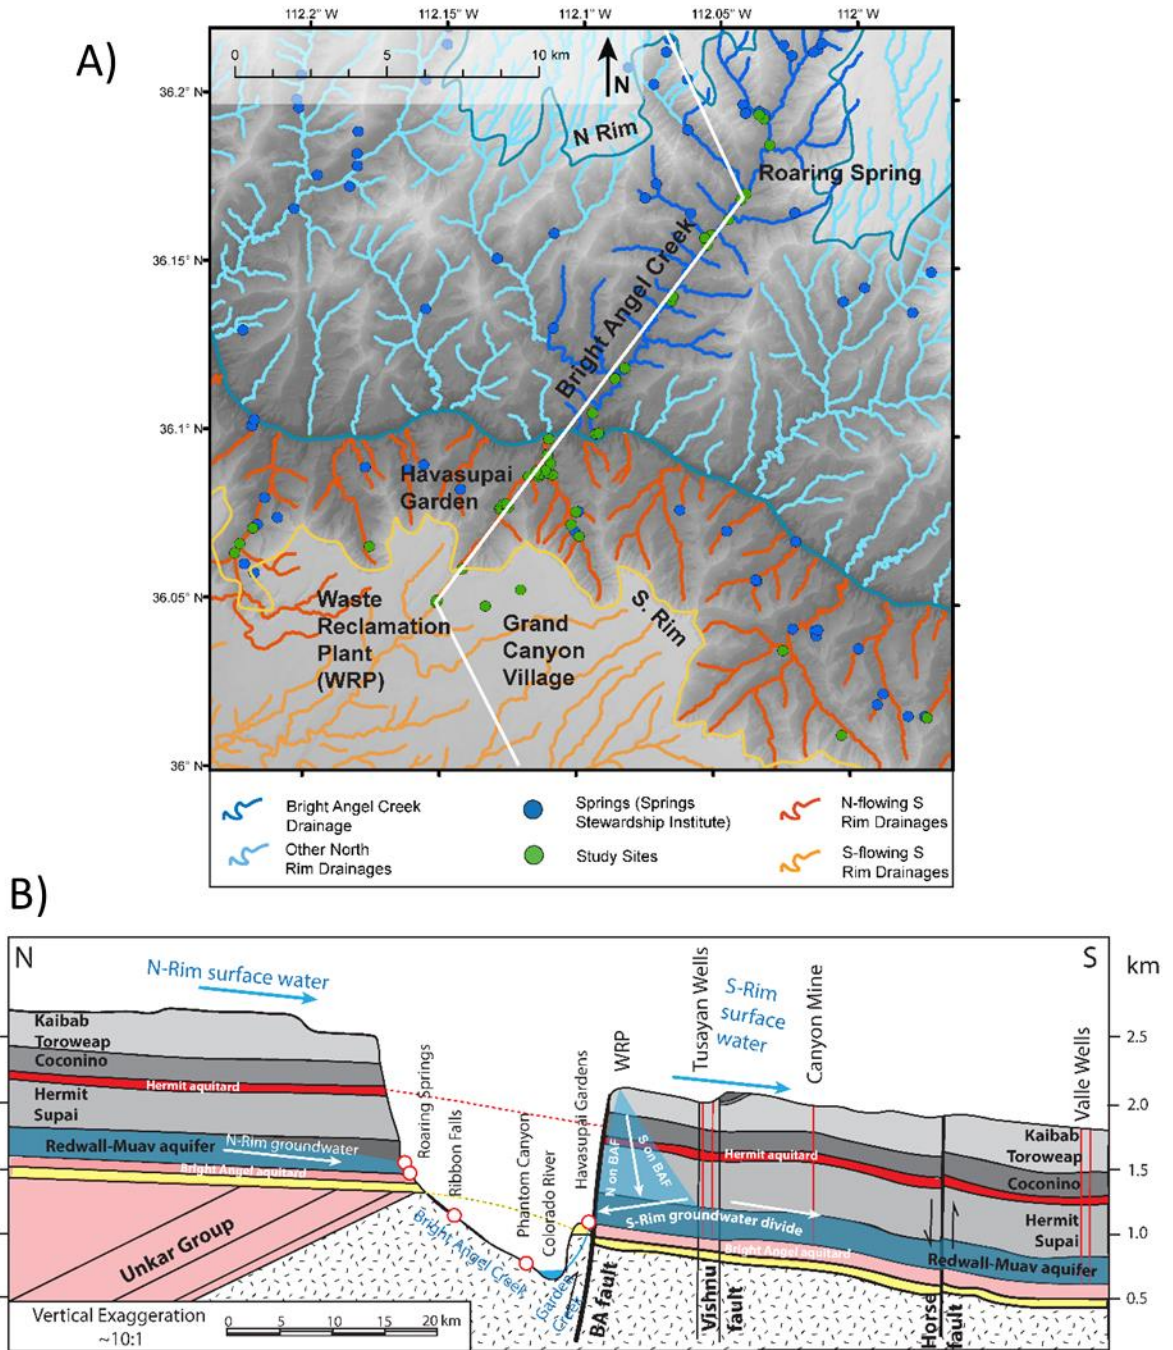 A)
112.2° W
112.15° W
112.1° W
112.05° W
112° W
0 5 10 km
N
36.2° N
36.15° N
36.1° N
36.05° N
36° N
N Rim
Roaring Spring
Bright Angel Creek
Havasupai
Garden
Waste
Reclamation
Plant
(WRP)
Grand
Canyon
Village
S. Rim
Bright Angel Creek
Drainage
Other North
Rim Drainages
Springs (Springs
Stewardship Institute)
Study Sites
N-flowing S
Rim Drainages
S-flowing S
Rim Drainages
B)
N
S
km
N-Rim surface water
S-Rim
surface
water
Kaibab
Toroweap
Coconino
Hermit aquitard
Hermit
Supai
Redwall-Muav aquifer
N-Rim groundwater
Bright Angel aquitard
Unkar Group
Roaring Springs
Ribbon Falls
Phantom Canyon
Colorado River
Havasupai Gardens
WRP
Tusayan Wells
Canyon Mine
Valle Wells
Bright Angel Creek
Garden
Creek
BA fault
N on BAF
S on BAF
S-Rim groundwater divide
Hermit aquitard
Bright Angel aquitard
Vishnu
fault
Horse
fault
Kaibab
Toroweap
Coconino
Hermit
Supai
Redwall-Muav aquifer
2.5
2.0
1.5
1.0
0.5
Vertical Exaggeration
~10:1
0 5 10 15 20 km